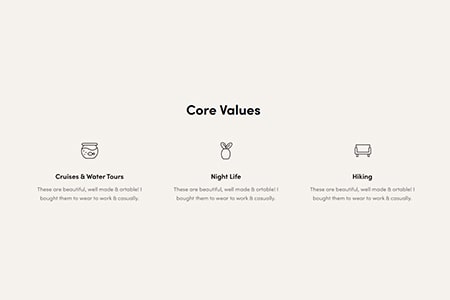 Core Values
Cruises & Water Tours
Night Life
Hiking
These are beautiful, well made & ortable! I
bought them to wear to work & casually.
These are beautiful, well made & ortable! I
bought them to wear to work & casually.
These are beautiful, well made & ortable! I
bought them to wear to work & casually.